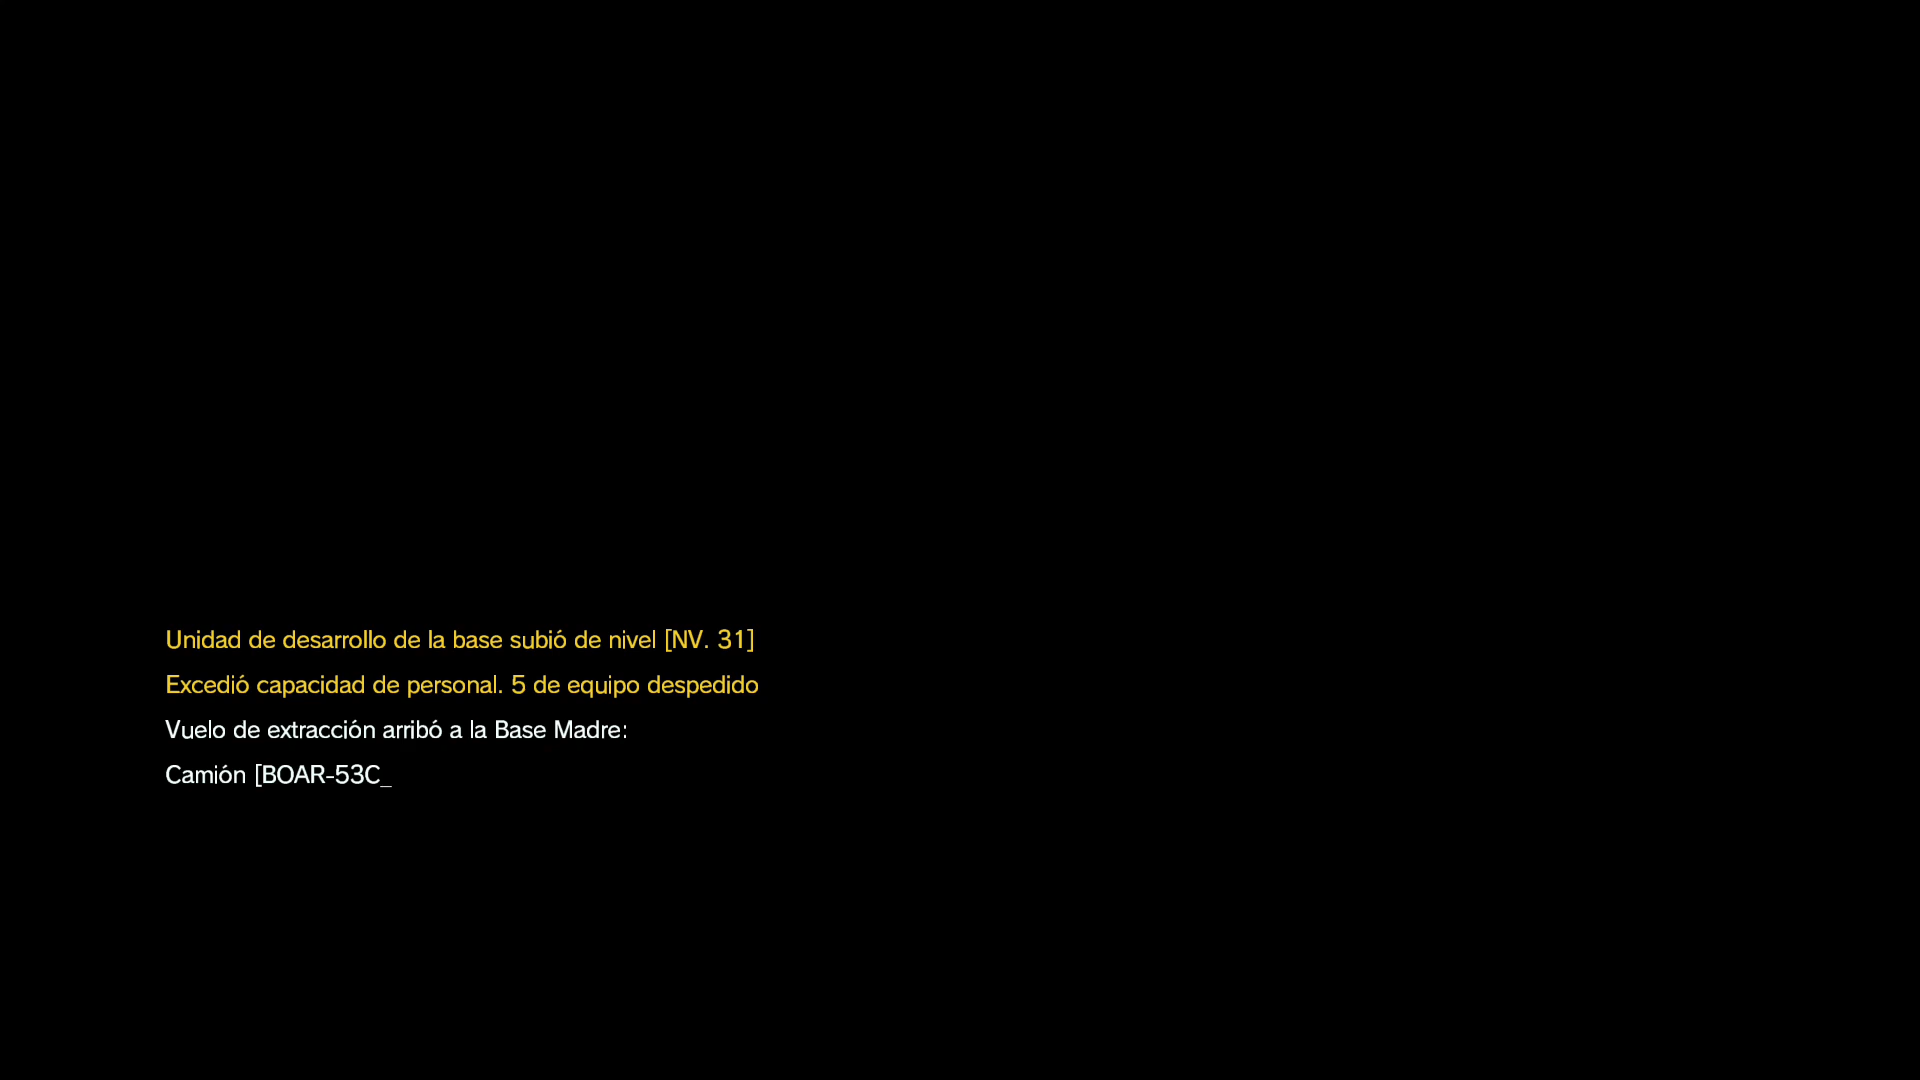 Unidad de desarrollo de la base subió de nivel [NV. 31]
Excedió capacidad de personal. 5 de equipo despedido
Vuelo de extracción arribó a la Base Madre:
Camión [BOAR-53C_